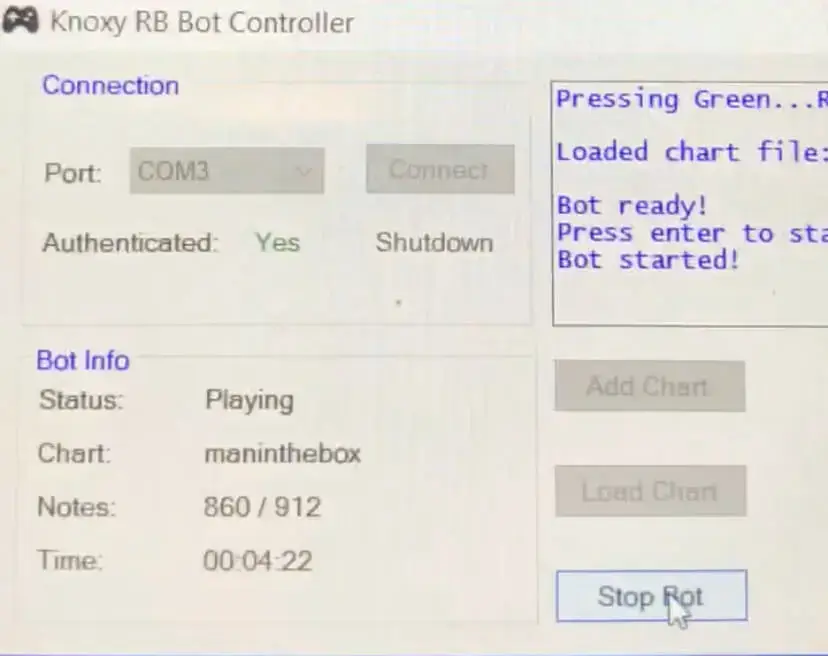 Knoxy RB Bot Controller
Connection
Port: COM3 Connect
Authenticated: Yes Shutdown
Pressing Green...R
Loaded chart file:
Bot ready!
Press enter to sta
Bot started!
Bot Info
Status: Playing
Chart: maninthebox
Notes: 860 / 912
Time: 00:04:22
Add Chart
Load Chart
Stop Bot